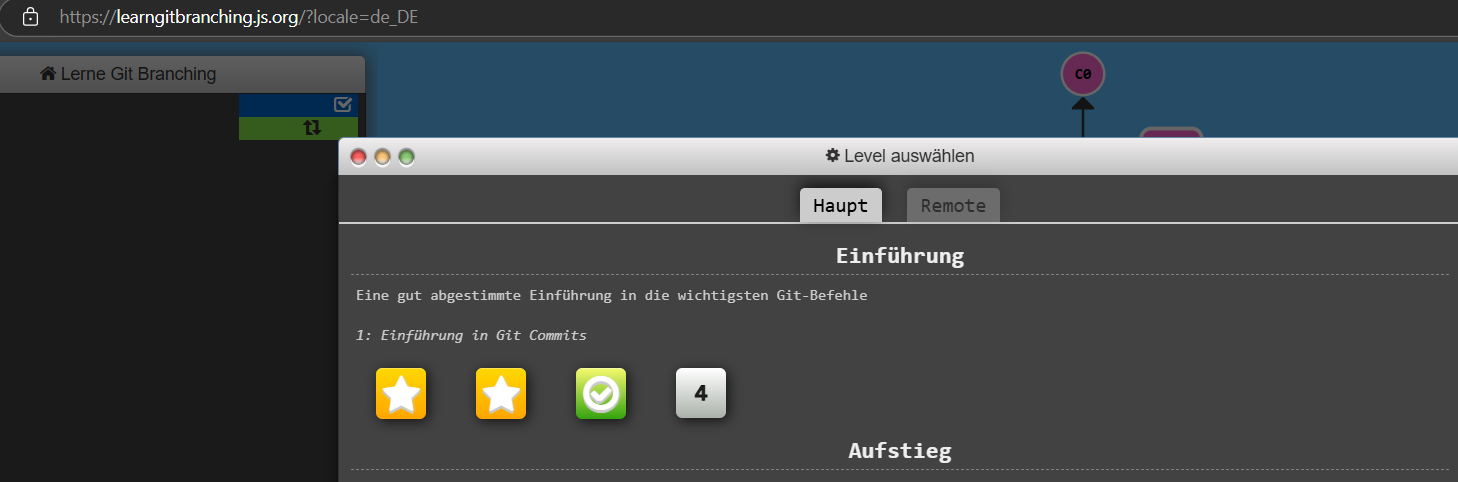 https://learngitbranching.js.org/?locale=de_DE
Lerne Git Branching
C0
Level auswählen
Haupt
Remote
Einführung
Eine gut abgestimmte Einführung in die wichtigsten Git-Befehle
1: Einführung in Git Commits
4
Aufstieg